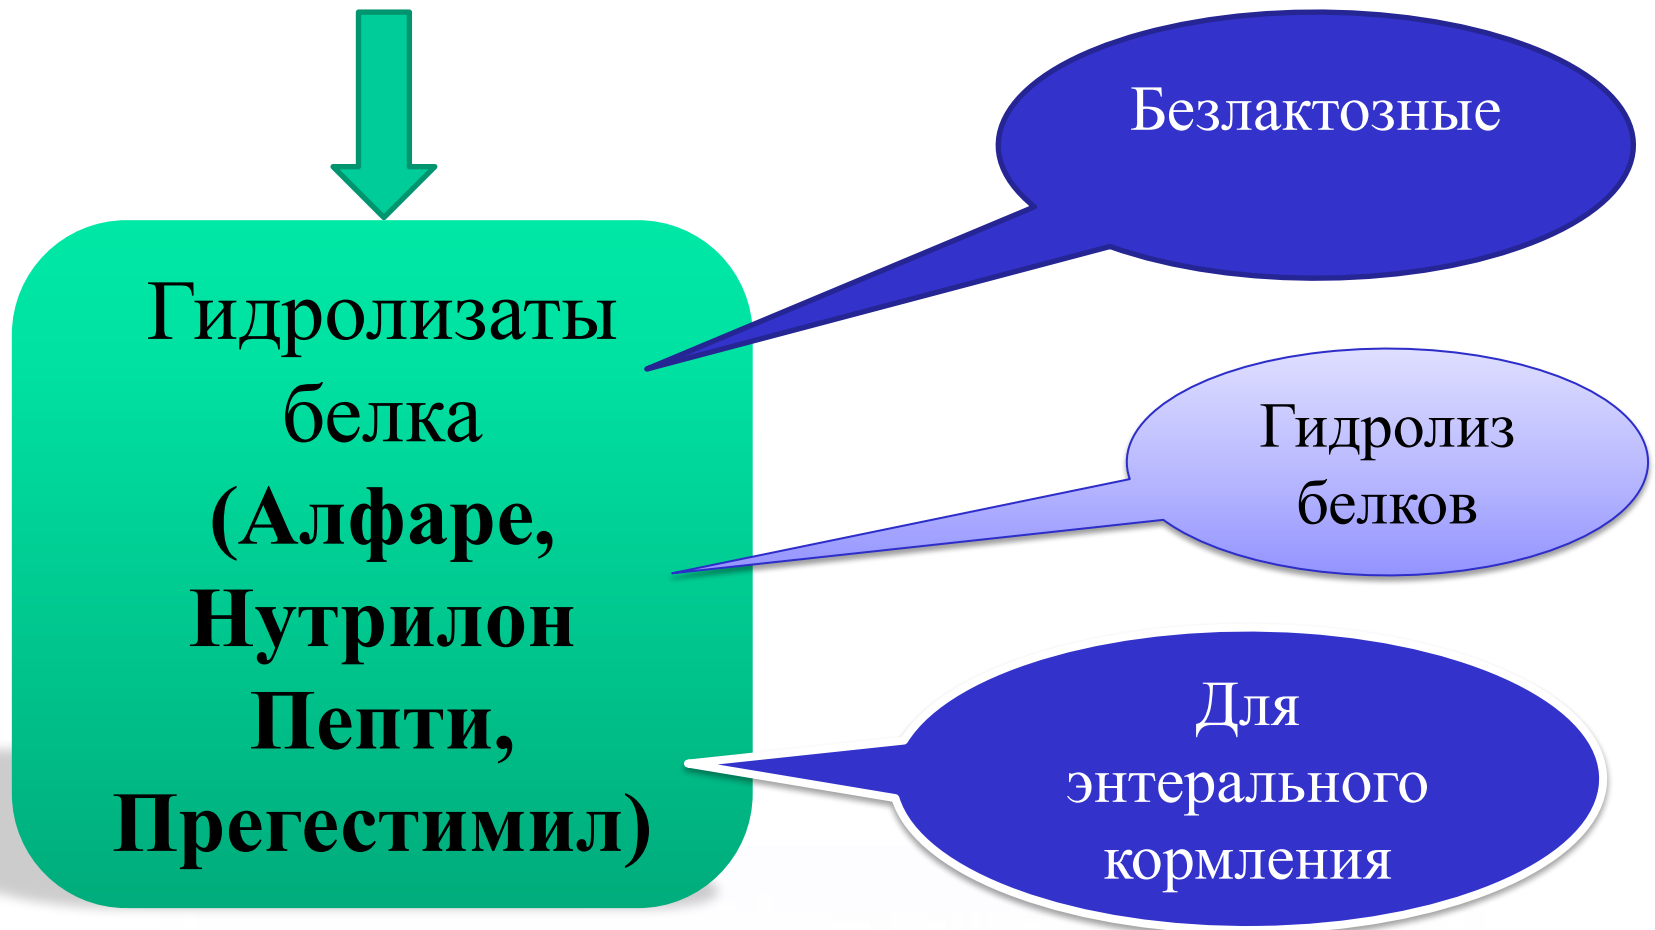 Безлактозные
Гидролизаты
белка
(Алфаре,
Нутрилон
Пепти,
Прегестимил)
Гидролиз
белков
Для
энтерального
кормления